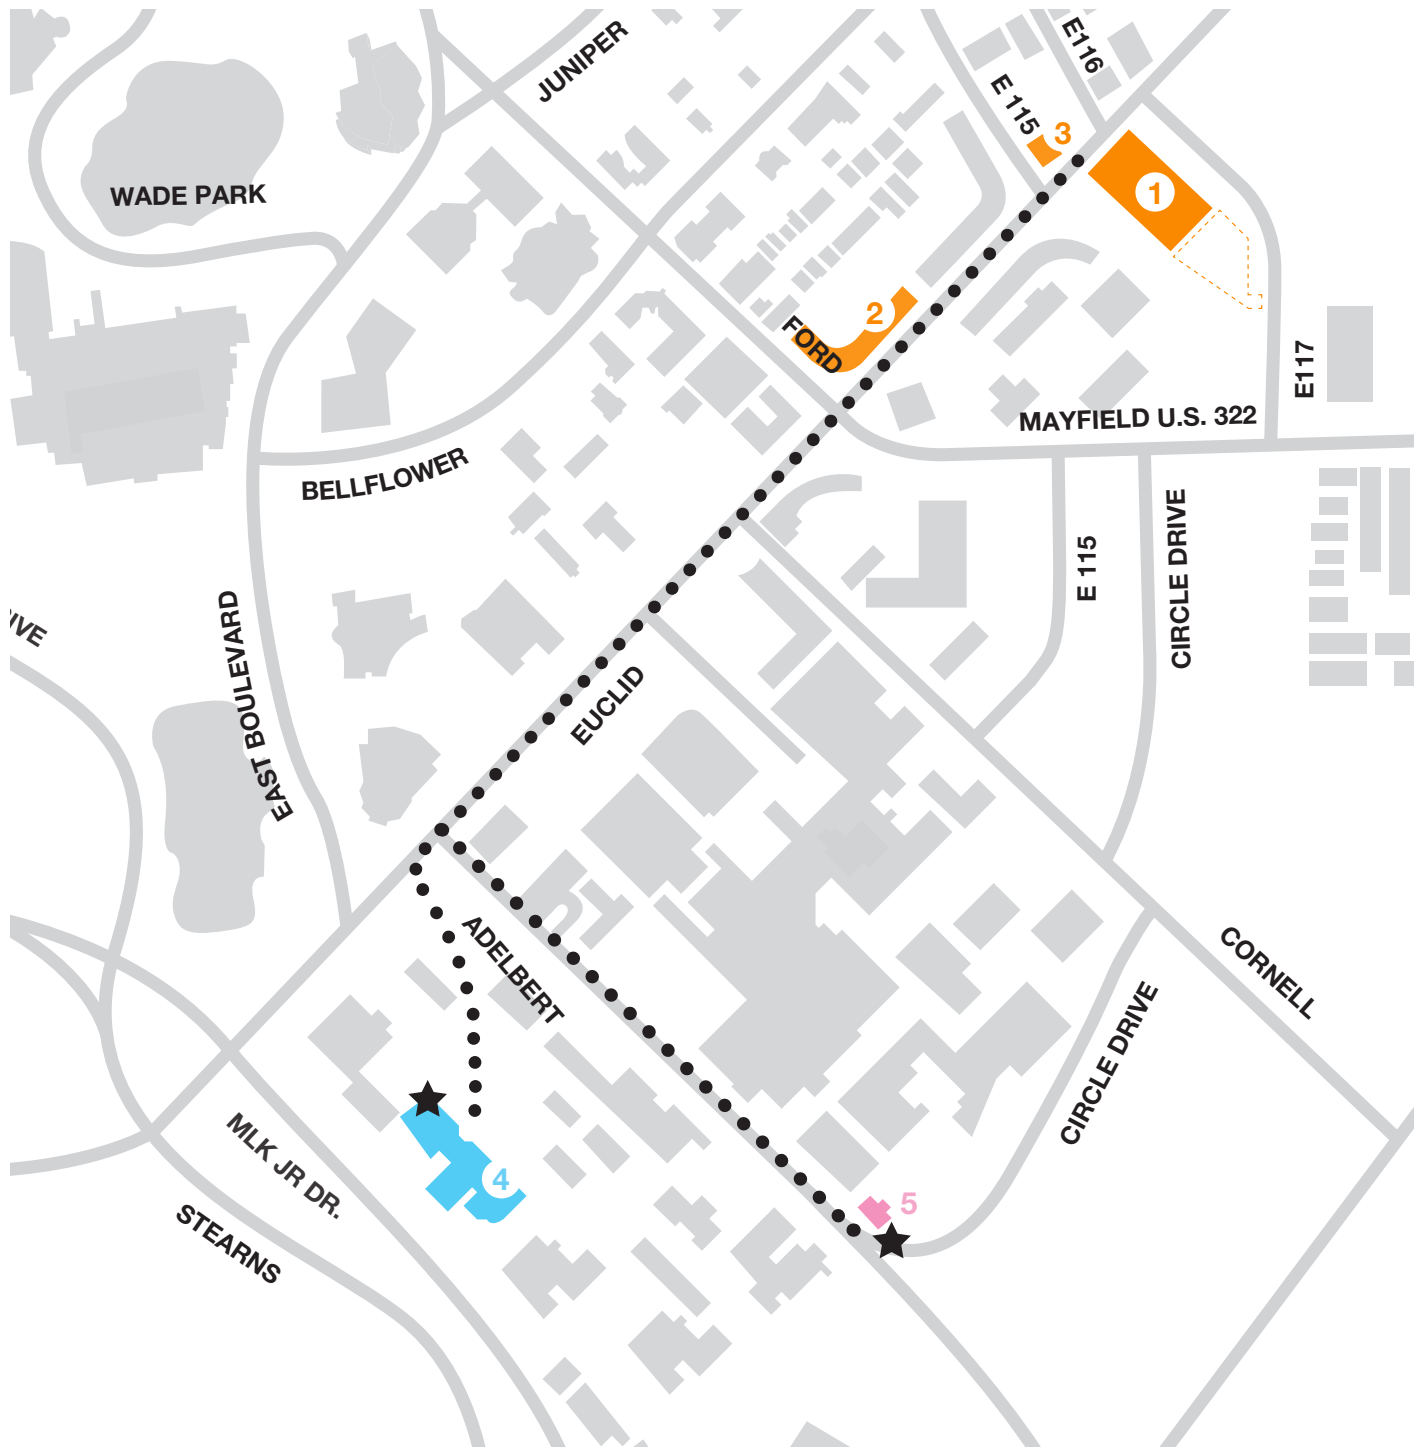 JUNIPER
E116
E 115
3
1
WADE PARK
2
FORD
E117
MAYFIELD U.S. 322
BELLFLOWER
CIRCLE DRIVE
E 115
IVE
EAST BOULEVARD
EUCLID
ADELBERT
CORNELL
CIRCLE DRIVE
MLK JR DR.
4
5
STEARNS